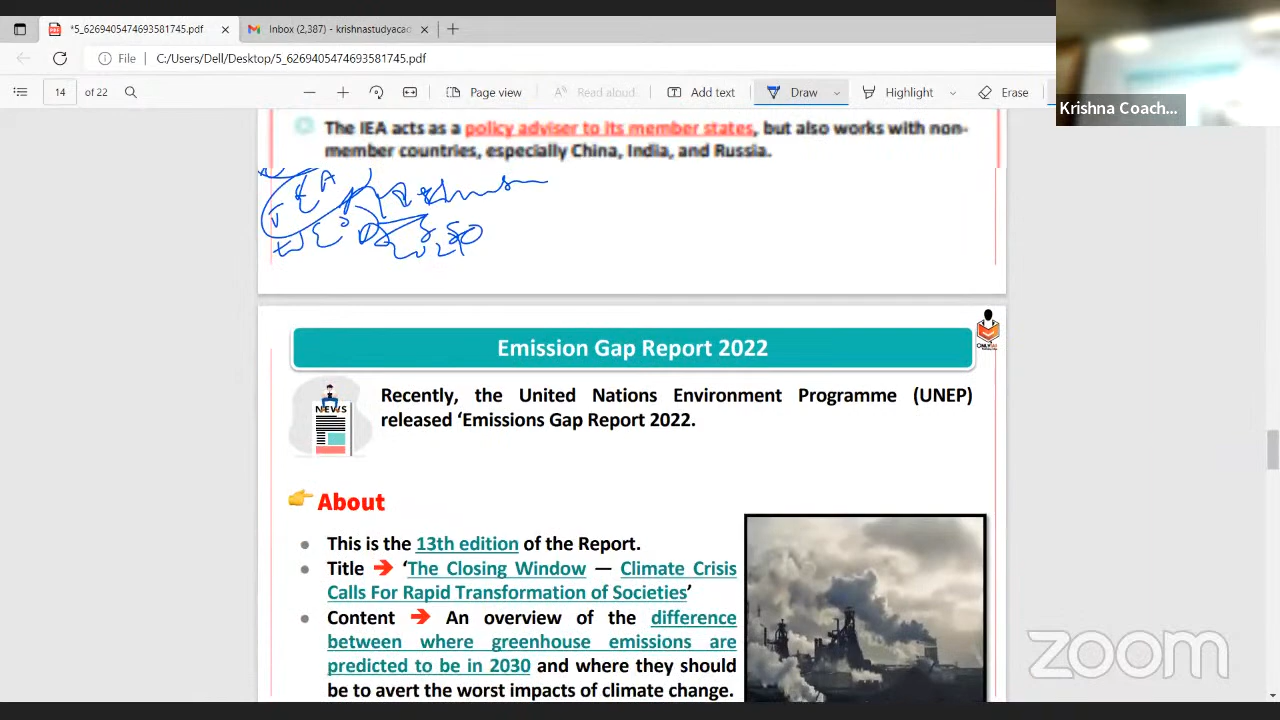 *5_6269405474693581745.pdf
Inbox (2,387) - krishnastudyacac
File
C:/Users/Dell/Desktop/5_6269405474693581745.pdf
14 of 22
Page view
Read aloud
Add text
Draw
Highlight
Erase
Krishna Coach...
The IEA acts as a policy adviser to its member states, but also works with non-
member countries, especially China, India, and Russia.
Emission Gap Report 2022
NEWS
Recently, the United Nations Environment Programme (UNEP)
released ‘Emissions Gap Report 2022.
About
This is the 13th edition of the Report.
Title ➔ ‘The Closing Window — Climate Crisis
Calls For Rapid Transformation of Societies’
Content ➔ An overview of the difference
between where greenhouse emissions are
predicted to be in 2030 and where they should
be to avert the worst impacts of climate change.
zoom